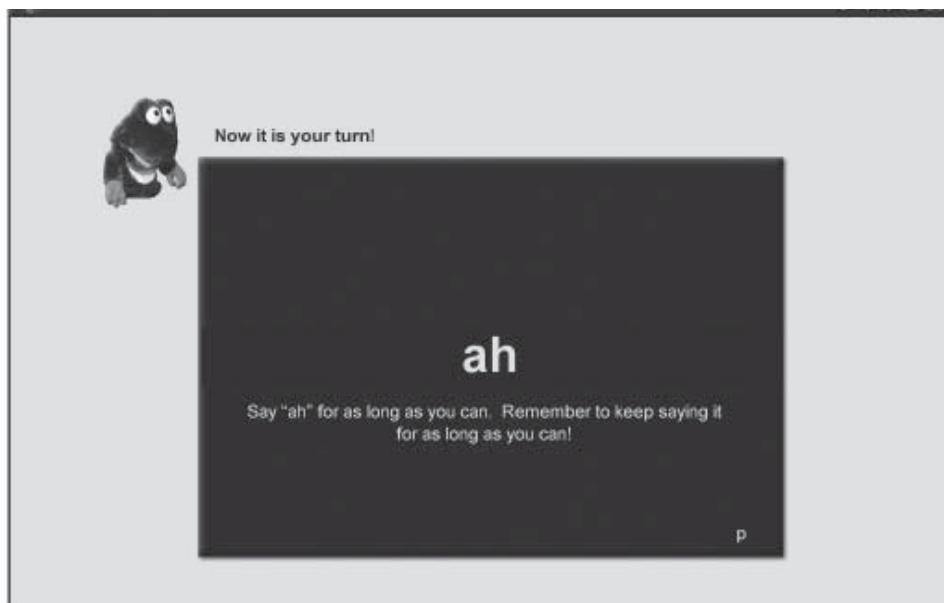 Now it is your turn!
ah
Say “ah” for as long as you can. Remember to keep saying it
for as long as you can!
p